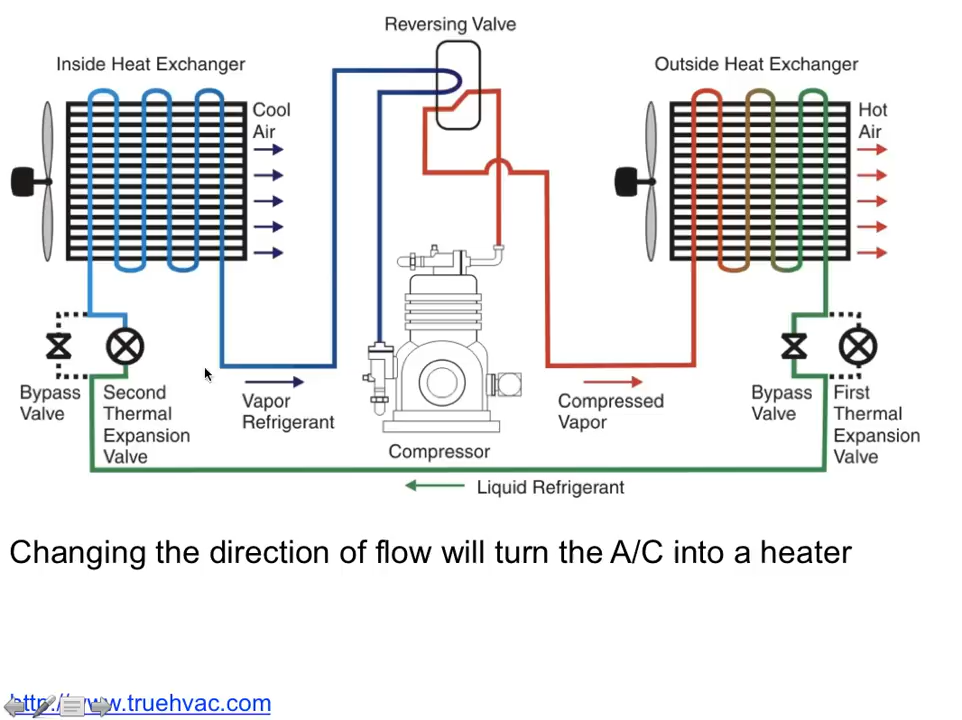 Reversing Valve
Inside Heat Exchanger
Outside Heat Exchanger
Cool
Air
Hot
Air
Bypass
Valve
Second
Thermal
Expansion
Valve
Vapor
Refrigerant
Compressor
Compressed
Vapor
Bypass
Valve
First
Thermal
Expansion
Valve
Liquid Refrigerant
Changing the direction of flow will turn the A/C into a heater
http://www.truehvac.com